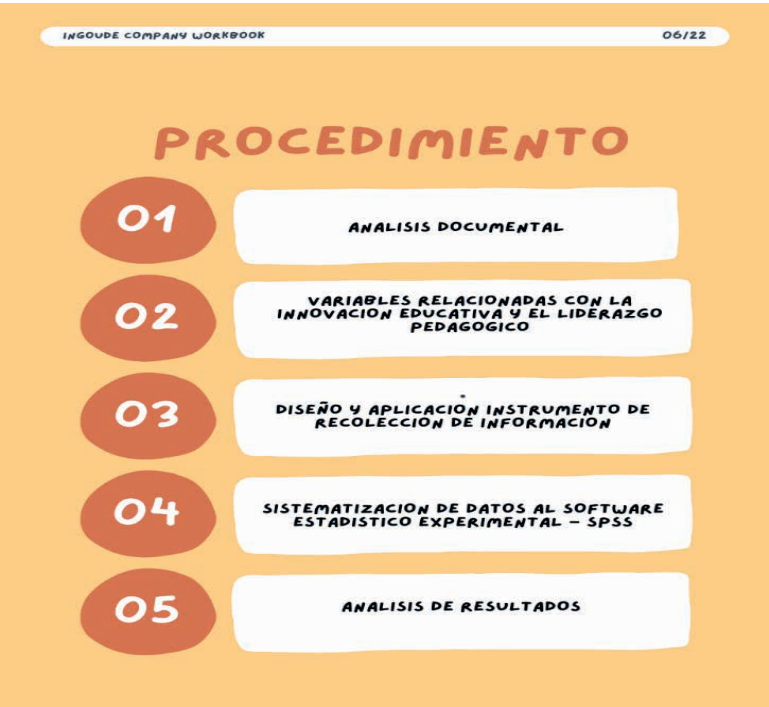 INGOUDE COMPANY WORKBOOK
06/22
PROCEDIMIENTO
01
ANALISIS DOCUMENTAL
02
VARIABLES RELACIONADAS CON LA
INNOVACION EDUCATIVA Y EL LIDERAZGO
PEDAGOGICO
03
DISEÑO Y APLICACION INSTRUMENTO DE
RECOLECCION DE INFORMACION
04
SISTEMATIZACION DE DATOS AL SOFTWARE
ESTADISTICO EXPERIMENTAL – SPSS
05
ANALISIS DE RESULTADOS